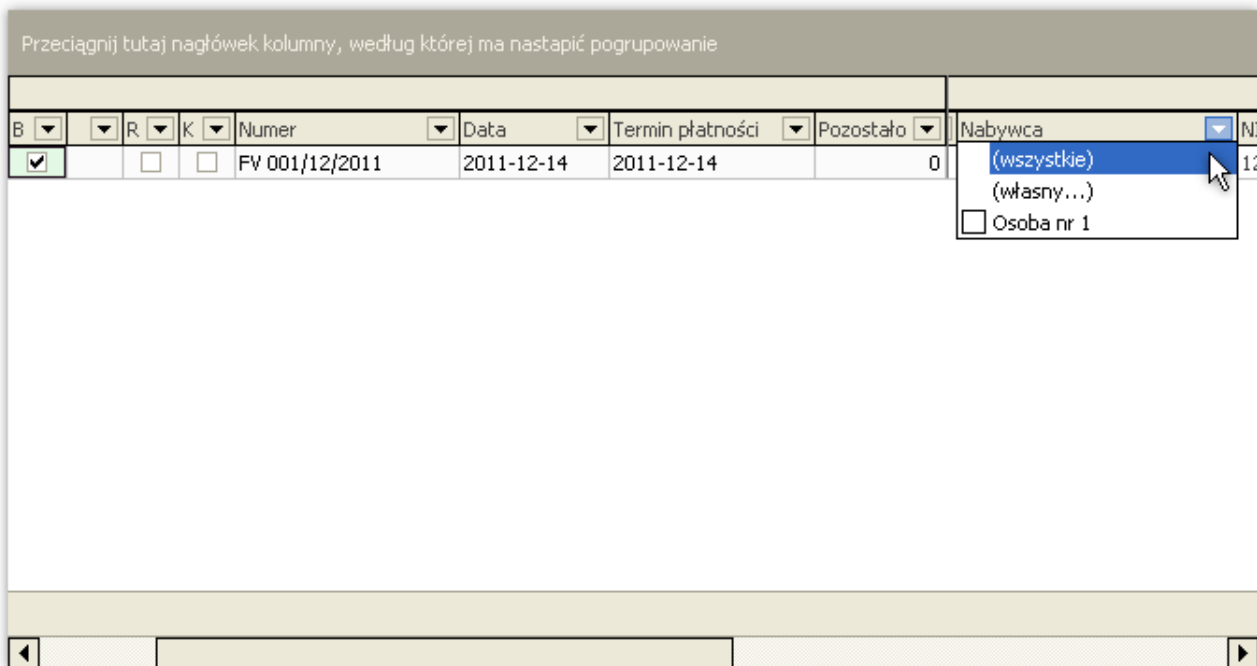 Przeciągnij tutaj nagłówek kolumny, według której ma nastapić pogrupowanie
B R K Numer Data Termin płatności Pozostało Nabywca
FV 001/12/2011 2011-12-14 2011-12-14 0 12
(wszystkie)
(własny...)
Osoba nr 1